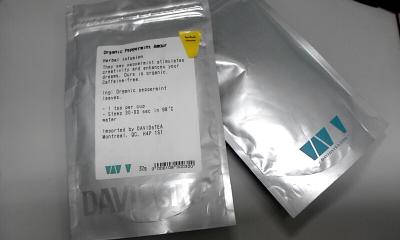 Organic Peppermint Amour
Herbal infusion
They say peppermint stimulates
creativity and enhances your
dreams. Ours is organic.
Caffeine-free.
Ing: Organic peppermint
leaves.
- 1 tsp per cup
- Steep 30-60 sec in 98°C
water
Imported by DAVIDsTEA
Montreal, QC, H4P 1S1
32g
DAVIDsTEA